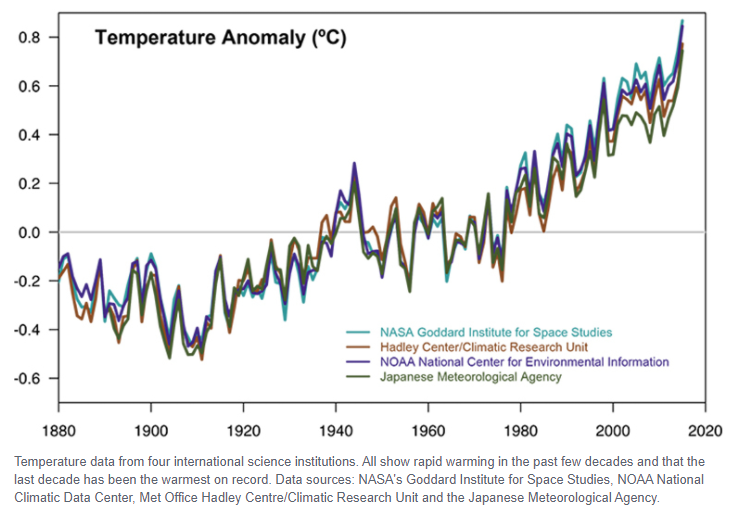 Temperature Anomaly (ºC)
0.8
0.6
0.4
0.2
0.0
-0.2
-0.4
-0.6
NASA Goddard Institute for Space Studies
Hadley Center/Climatic Research Unit
NOAA National Center for Environmental Information
Japanese Meteorological Agency
1880 1900 1920 1940 1960 1980 2000 2020
Temperature data from four international science institutions. All show rapid warming in the past few decades and that the
last decade has been the warmest on record. Data sources: NASA's Goddard Institute for Space Studies, NOAA National
Climatic Data Center, Met Office Hadley Centre/Climatic Research Unit and the Japanese Meteorological Agency.